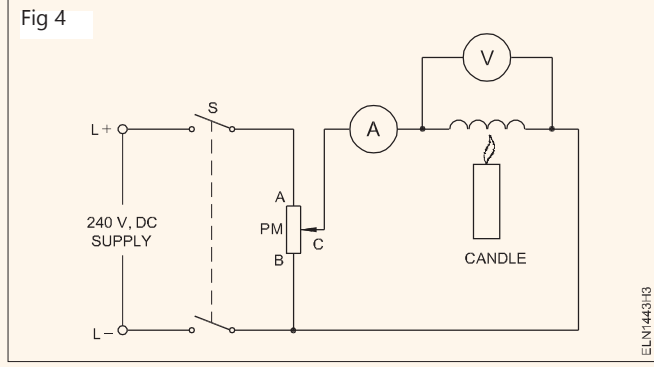 Fig 4
V
S
L+
A
A
240 V, DC
SUPPLY
PM
C
B
CANDLE
L–
ELN1443H3